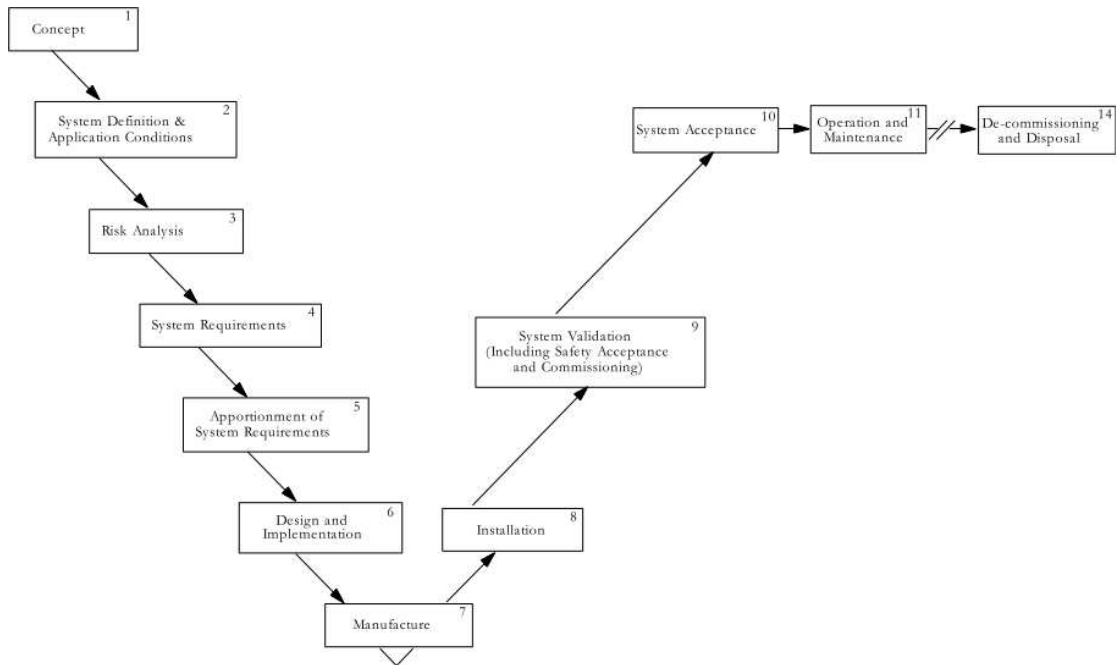 1
Concept
2
System Definition &
Application Conditions
3
Risk Analysis
4
System Requirements
5
Apportionment of
System Requirements
6
Design and
Implementation
7
Manufacture
8
Installation
9
System Validation
(Including Safety Acceptance
and Commissioning)
10
System Acceptance
11
Operation and
Maintenance
14
De-commissioning
and Disposal